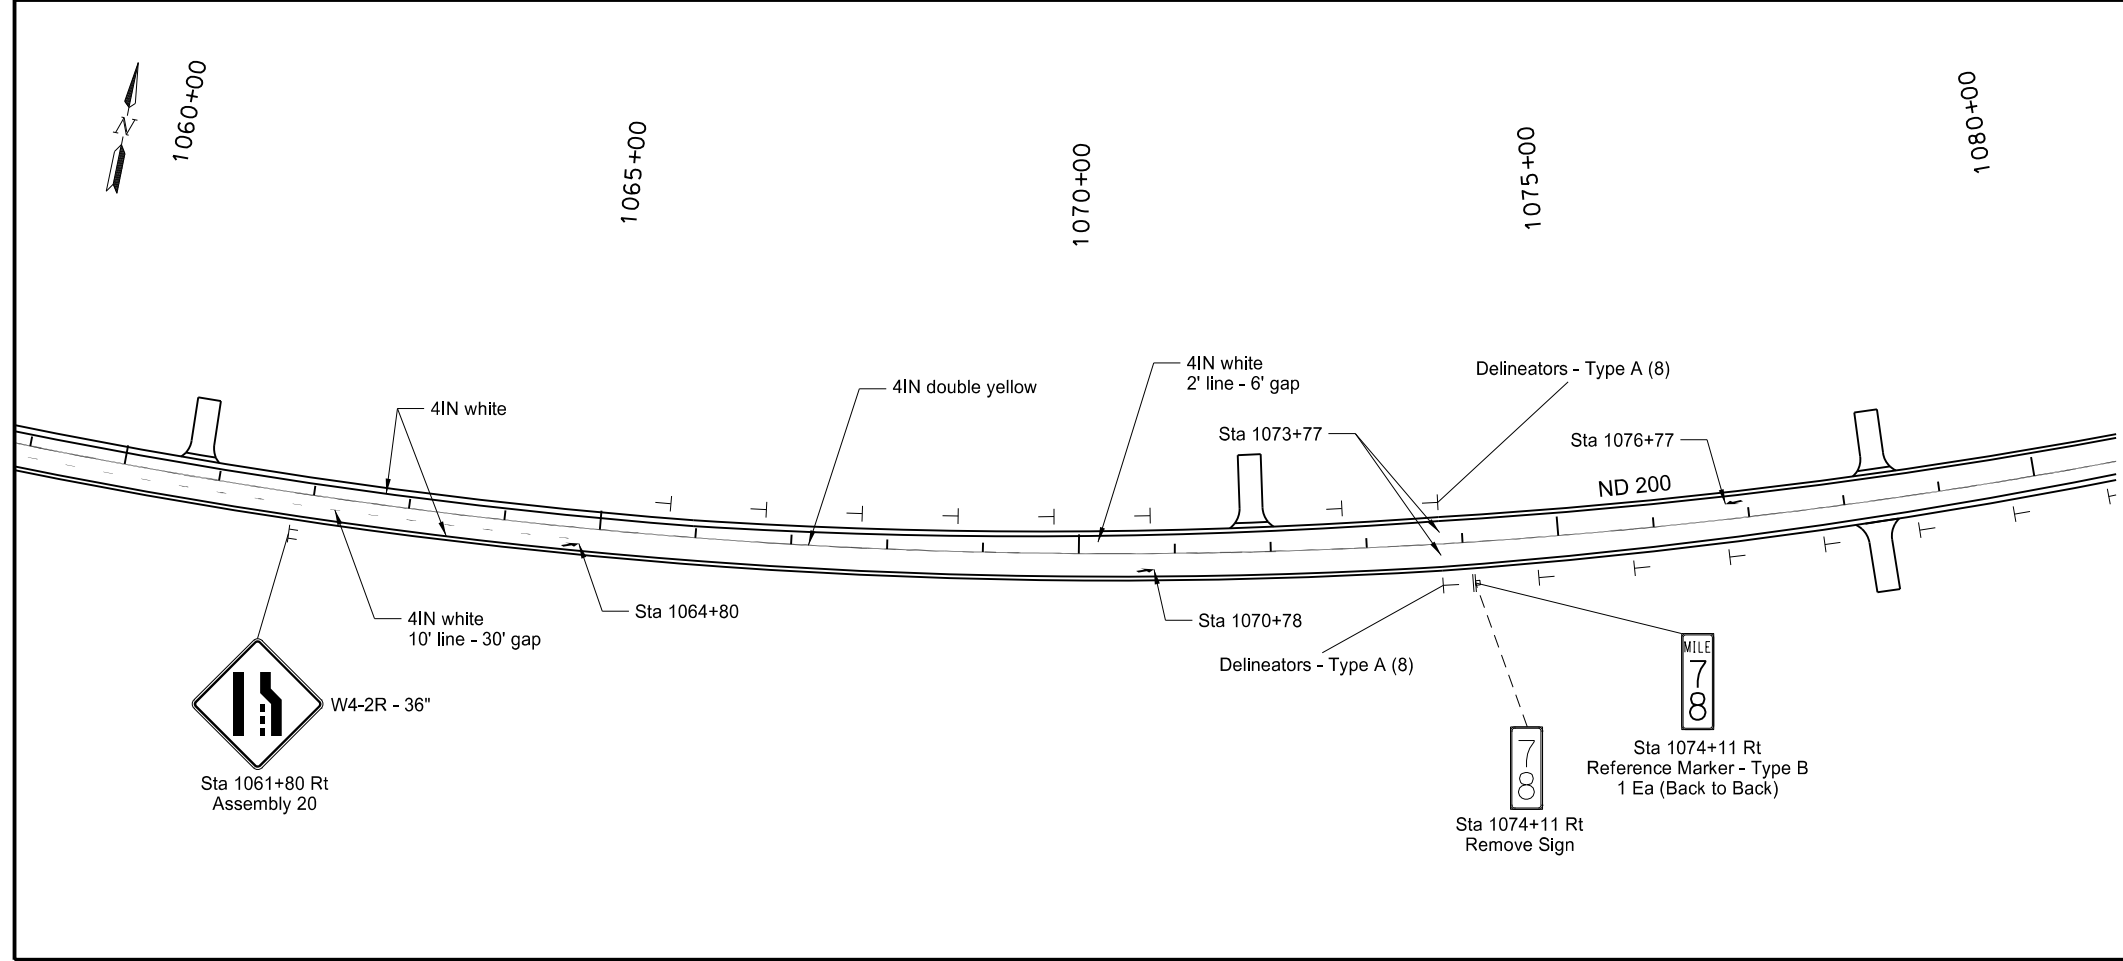 1060+00
1065+00
1070+00
1075+00
1080+00
N
4IN white
4IN double yellow
4IN white
2' line - 6' gap
Delineators - Type A (8)
Sta 1073+77
Sta 1076+77
ND 200
4IN white
10' line - 30' gap
Sta 1064+80
Sta 1070+78
Delineators - Type A (8)
W4-2R - 36"
Sta 1061+80 Rt
Assembly 20
MILE
7
8
Sta 1074+11 Rt
Reference Marker - Type B
1 Ea (Back to Back)
7
8
Sta 1074+11 Rt
Remove Sign